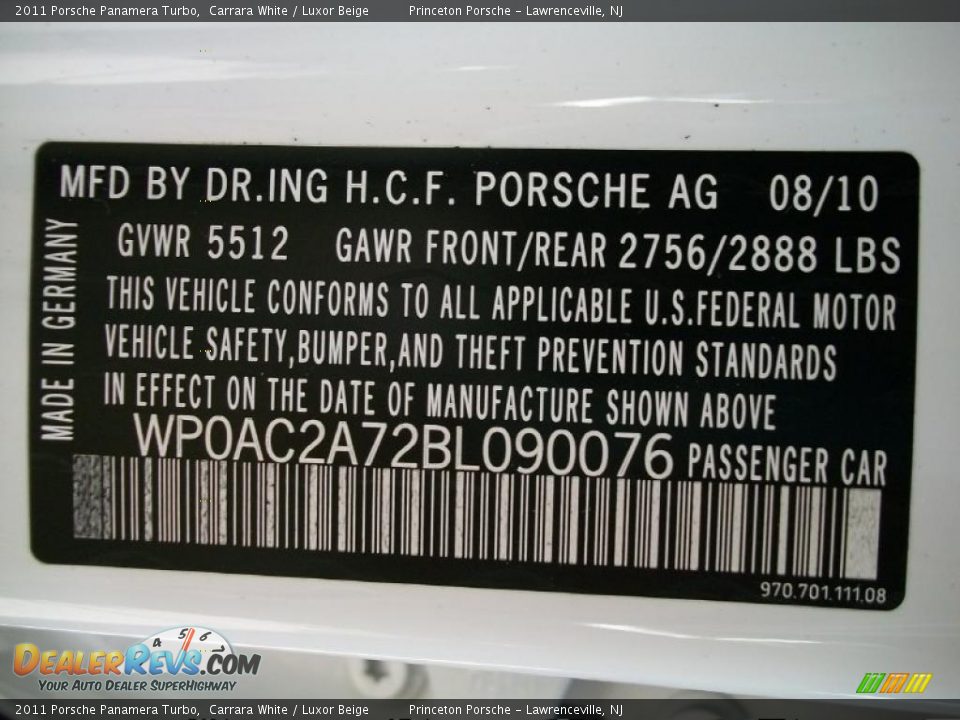 2011 Porsche Panamera Turbo, Carrara White / Luxor Beige Princeton Porsche - Lawrenceville, NJ
MFD BY DR.ING H.C.F. PORSCHE AG 08/10
GVWR 5512 GAWR FRONT/REAR 2756/2888 LBS
THIS VEHICLE CONFORMS TO ALL APPLICABLE U.S.FEDERAL MOTOR
VEHICLE SAFETY,BUMPER,AND THEFT PREVENTION STANDARDS
IN EFFECT ON THE DATE OF MANUFACTURE SHOWN ABOVE
WP0AC2A72BL090076 PASSENGER CAR
MADE IN GERMANY
970.701.111.08
4 5 6 7
DEALERREVS.COM
YOUR AUTO DEALER SUPERHIGHWAY
2011 Porsche Panamera Turbo, Carrara White / Luxor Beige Princeton Porsche - Lawrenceville, NJ